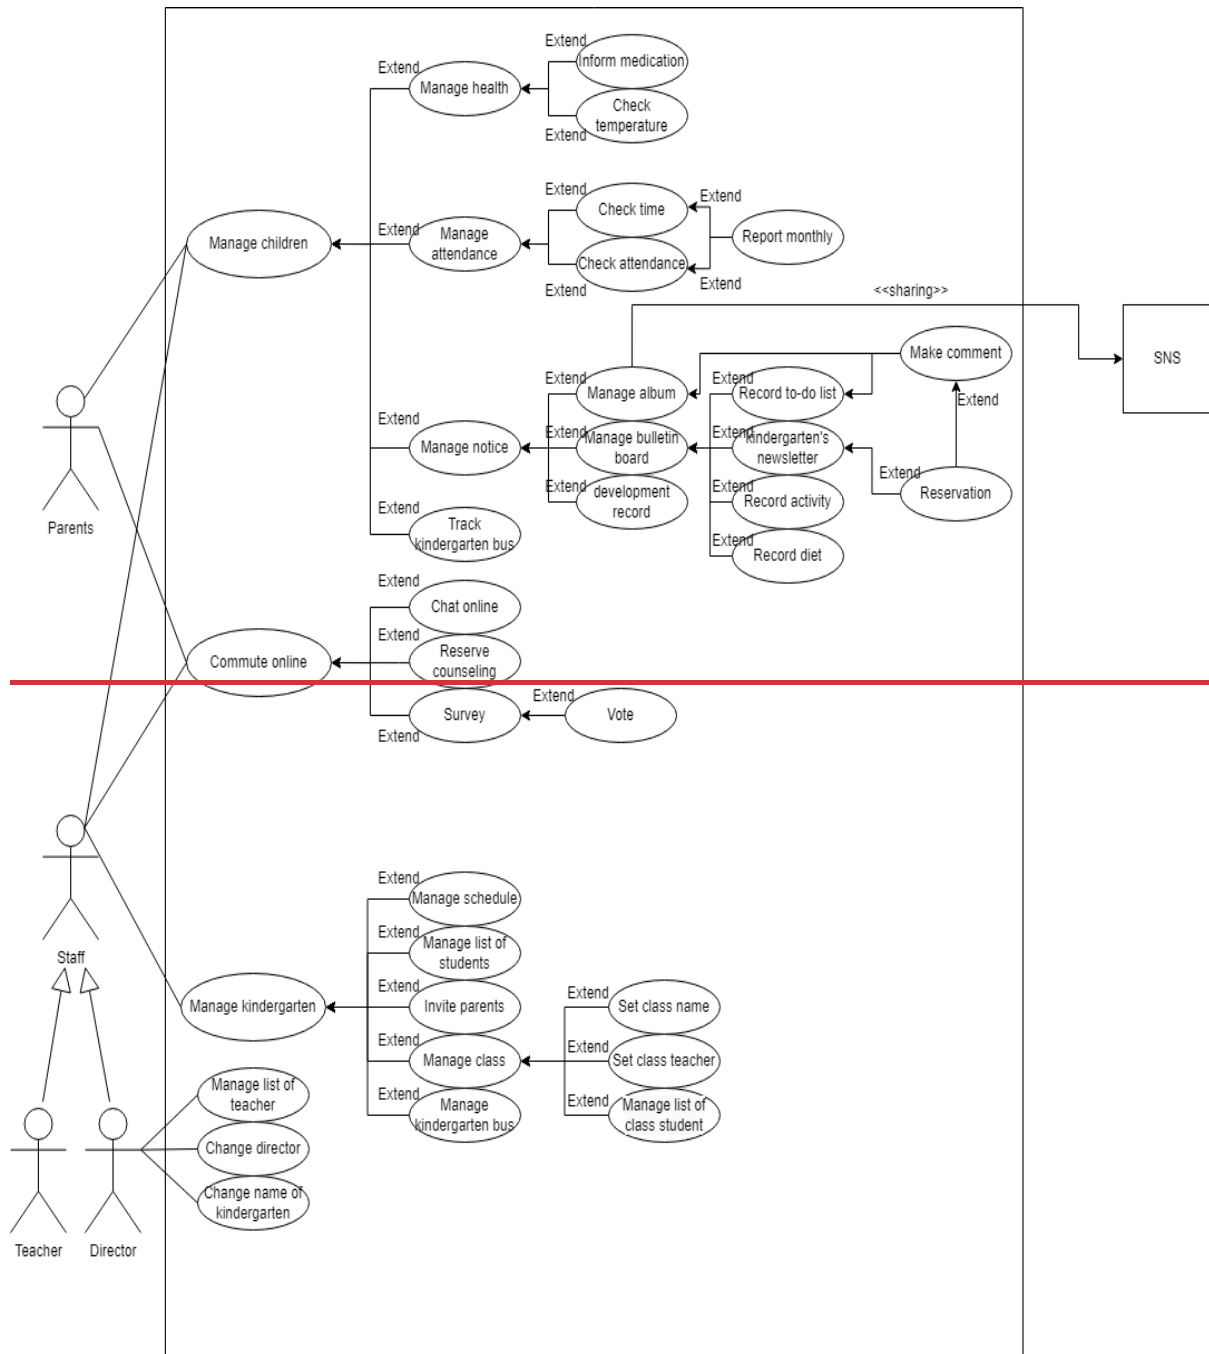 Extend
Inform medication
Extend
Manage health
Check
temperature
Extend
Extend
Check time
Extend
Extend
Manage
attendance
Manage children
Report monthly
Check attendance
Extend
Extend
<<sharing>>
SNS
Make comment
Extend
Extend
Manage album
Record to-do list
Extend
Extend
Manage notice
Extend
Manage bulletin
board
Extend
kindergarten's
newsletter
Extend
Reservation
Extend
development
record
Extend
Record activity
Extend
Track
kindergarten bus
Extend
Record diet
Parents
Extend
Chat online
Extend
Commute online
Reserve
counseling
Extend
Survey
Vote
Extend
Extend
Manage schedule
Extend
Manage list of
students
Staff
Manage kindergarten
Invite parents
Extend
Set class name
Extend
Manage class
Extend
Set class teacher
Extend
Manage
kindergarten bus
Extend
Manage list of
class student
Manage list of
teacher
Change director
Change name of
kindergarten
Teacher
Director